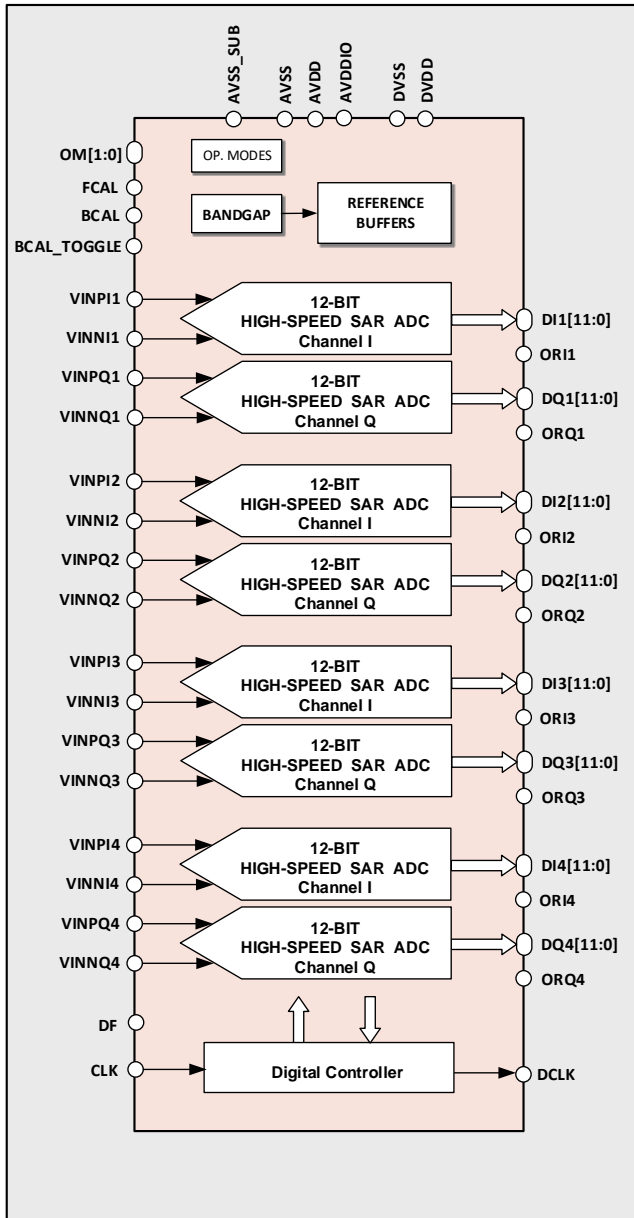 AVSS_SUB
AVSS
AVDD
AVDDIO
DVSS
DVDD
OM[1:0]
OP. MODES
FCAL
BCAL
BANDGAP
REFERENCE
BUFFERS
BCAL_TOGGLE
VINPI1
VINNI1
12-BIT
HIGH-SPEED SAR ADC
Channel I
DI1[11:0]
ORI1
VINPQ1
VINNQ1
12-BIT
HIGH-SPEED SAR ADC
Channel Q
DQ1[11:0]
ORQ1
VINPI2
VINNI2
12-BIT
HIGH-SPEED SAR ADC
Channel I
DI2[11:0]
ORI2
VINPQ2
VINNQ2
12-BIT
HIGH-SPEED SAR ADC
Channel Q
DQ2[11:0]
ORQ2
VINPI3
VINNI3
12-BIT
HIGH-SPEED SAR ADC
Channel I
DI3[11:0]
ORI3
VINPQ3
VINNQ3
12-BIT
HIGH-SPEED SAR ADC
Channel Q
DQ3[11:0]
ORQ3
VINPI4
VINNI4
12-BIT
HIGH-SPEED SAR ADC
Channel I
DI4[11:0]
ORI4
VINPQ4
VINNQ4
12-BIT
HIGH-SPEED SAR ADC
Channel Q
DQ4[11:0]
ORQ4
DF
CLK
Digital Controller
DCLK